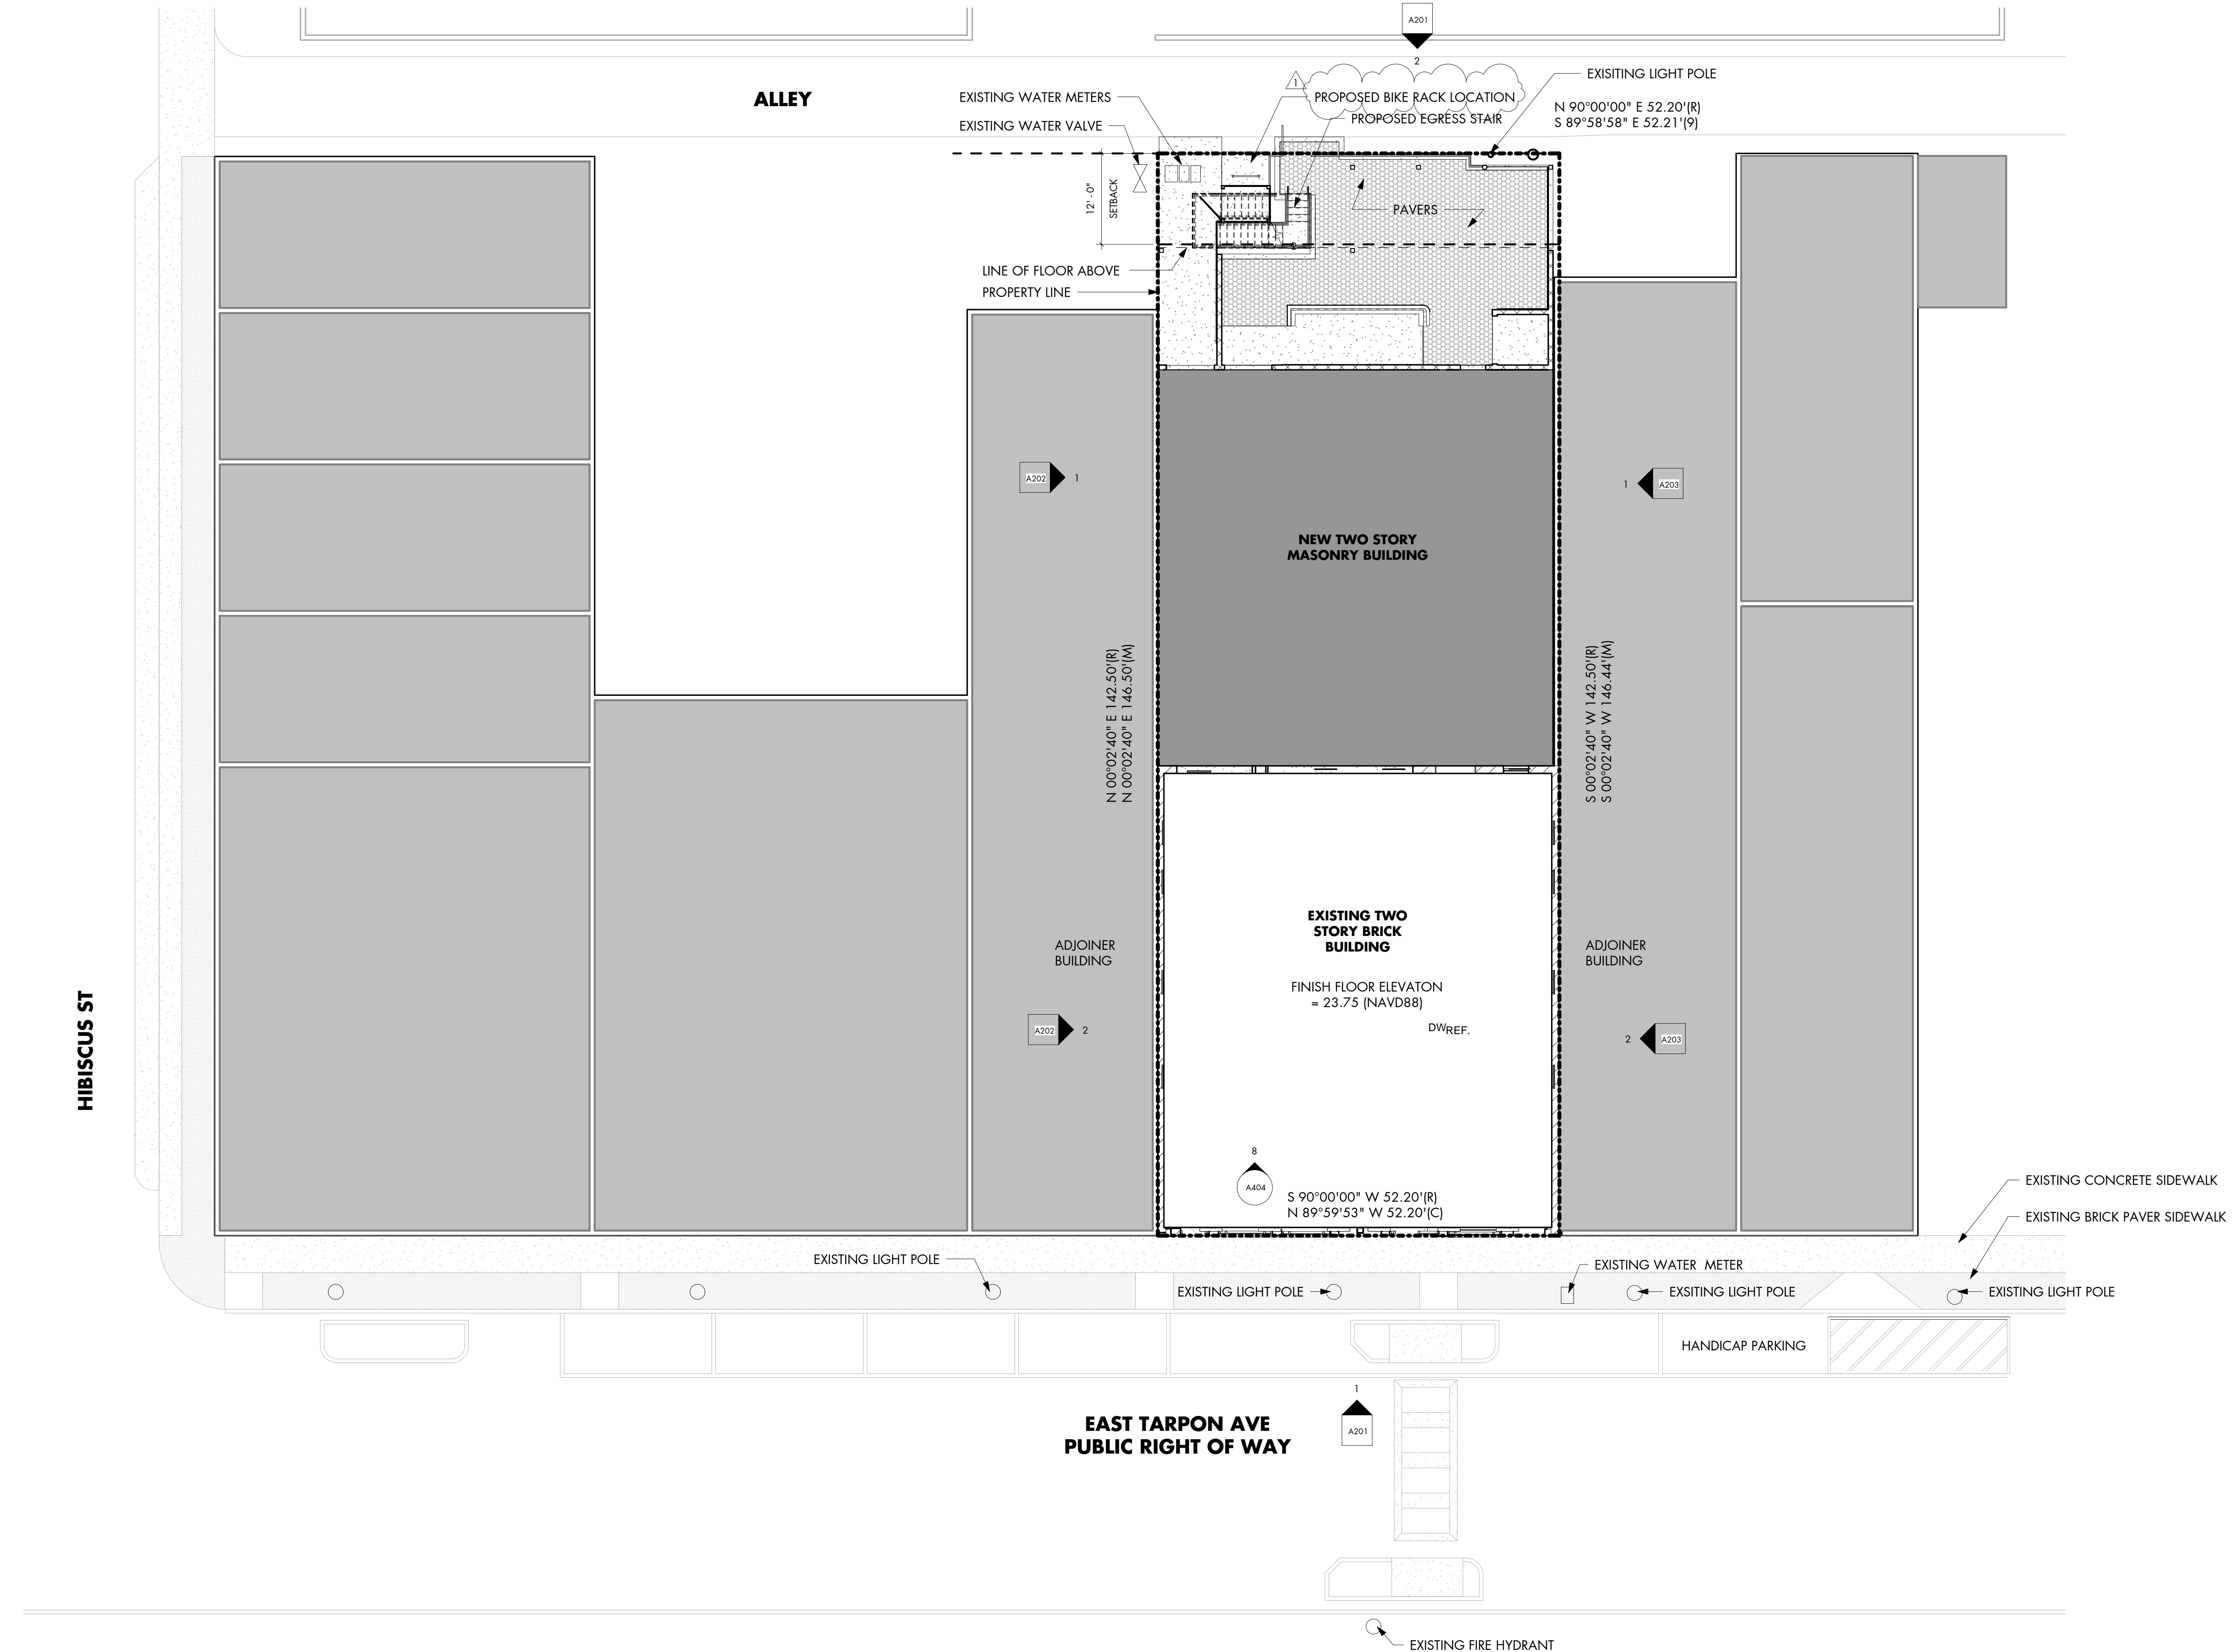 A201
2
1
EXISITING LIGHT POLE
EXISTING WATER METERS
PROPOSED BIKE RACK LOCATION
ALLEY
N 90°00'00" E 52.20'(R)
S 89°58'58" E 52.21'(9)
PROPOSED EGRESS STAIR
EXISTING WATER VALVE
12' - 0"
SETBACK
PAVERS
LINE OF FLOOR ABOVE
PROPERTY LINE
A202
1
1
A203
NEW TWO STORY
MASONRY BUILDING
N 00°02'40" E 142.50'(R)
N 00°02'40" E 146.50'(M)
S 00°02'40" W 142.50'(R)
S 00°02'40" W 146.44'(M)
EXISTING TWO
STORY BRICK
BUILDING
ADJOINER
BUILDING
ADJOINER
BUILDING
FINISH FLOOR ELEVATON
= 23.75 (NAVD88)
DW
REF.
A202
2
2
A203
HIBISCUS ST
8
A404
S 90°00'00" W 52.20'(R)
N 89°59'53" W 52.20'(C)
EXISTING CONCRETE SIDEWALK
EXISTING BRICK PAVER SIDEWALK
EXISTING LIGHT POLE
EXISTING WATER  METER
EXISTING LIGHT POLE
EXSITING LIGHT POLE
EXISTING LIGHT POLE
HANDICAP PARKING
1
A201
EAST TARPON AVE
PUBLIC RIGHT OF WAY
EXISTING FIRE HYDRANT